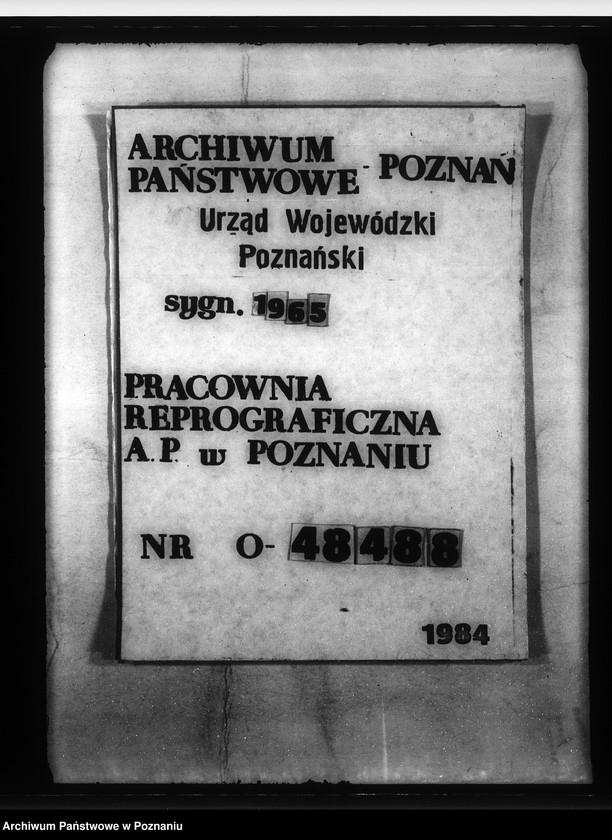 ARCHIWUM
PAŃSTWOWE - POZNAŃ
Urząd Wojewódzki
Poznański
sygn. 1965
PRACOWNIA
REPROGRAFICZNA
A.P. w POZNANIU
NR O-48488
1984
Archiwum Państwowe w Poznaniu